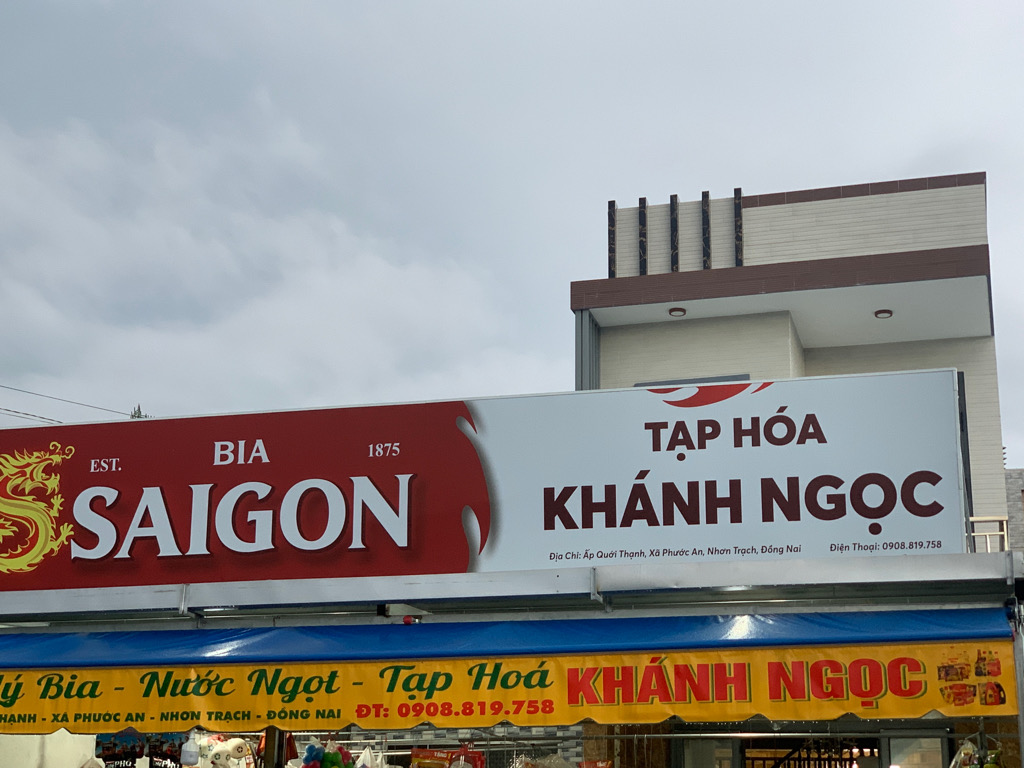 EST. BIA 1875
SAIGON
TẠP HÓA
KHÁNH NGỌC
Địa Chỉ: Ấp Quới Thạnh, Xã Phước An, Nhơn Trạch, Đồng Nai Điện Thoại: 0908.819.758
Bia - Nước Ngọt - Tạp Hoá KHÁNH NGỌC
XÃ PHƯỚC AN - NHƠN TRẠCH - ĐỒNG NAI ĐT: 0908.819.758